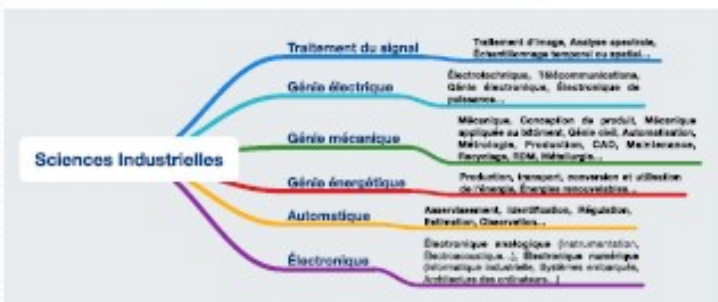 Sciences Industrielles
Traitement du signal
Traitement d'image, Analyse spectrale,
Échantillonnage temporel ou spatial...
Génie électrique
Électrotechnique, Télécommunications,
Génie électronique, Électronique de
puissance...
Génie mécanique
Mécanique, Conception de produit, Mécanique
appliquée au bâtiment, Génie civil, Automatisation,
Métrologie, Production, CAO, Maintenance,
Recyclage, RDM, Métallurgie...
Génie énergétique
Production, transport, conversion et utilisation
de l'énergie, Énergies renouvelables...
Automatique
Asservissement, Identification, Régulation,
Estimation, Observation...
Électronique
Électronique analogique (Instrumentation,
Électroacoustique...), Électronique numérique
(Informatique industrielle, Systèmes embarqués,
Architecture des ordinateurs...)